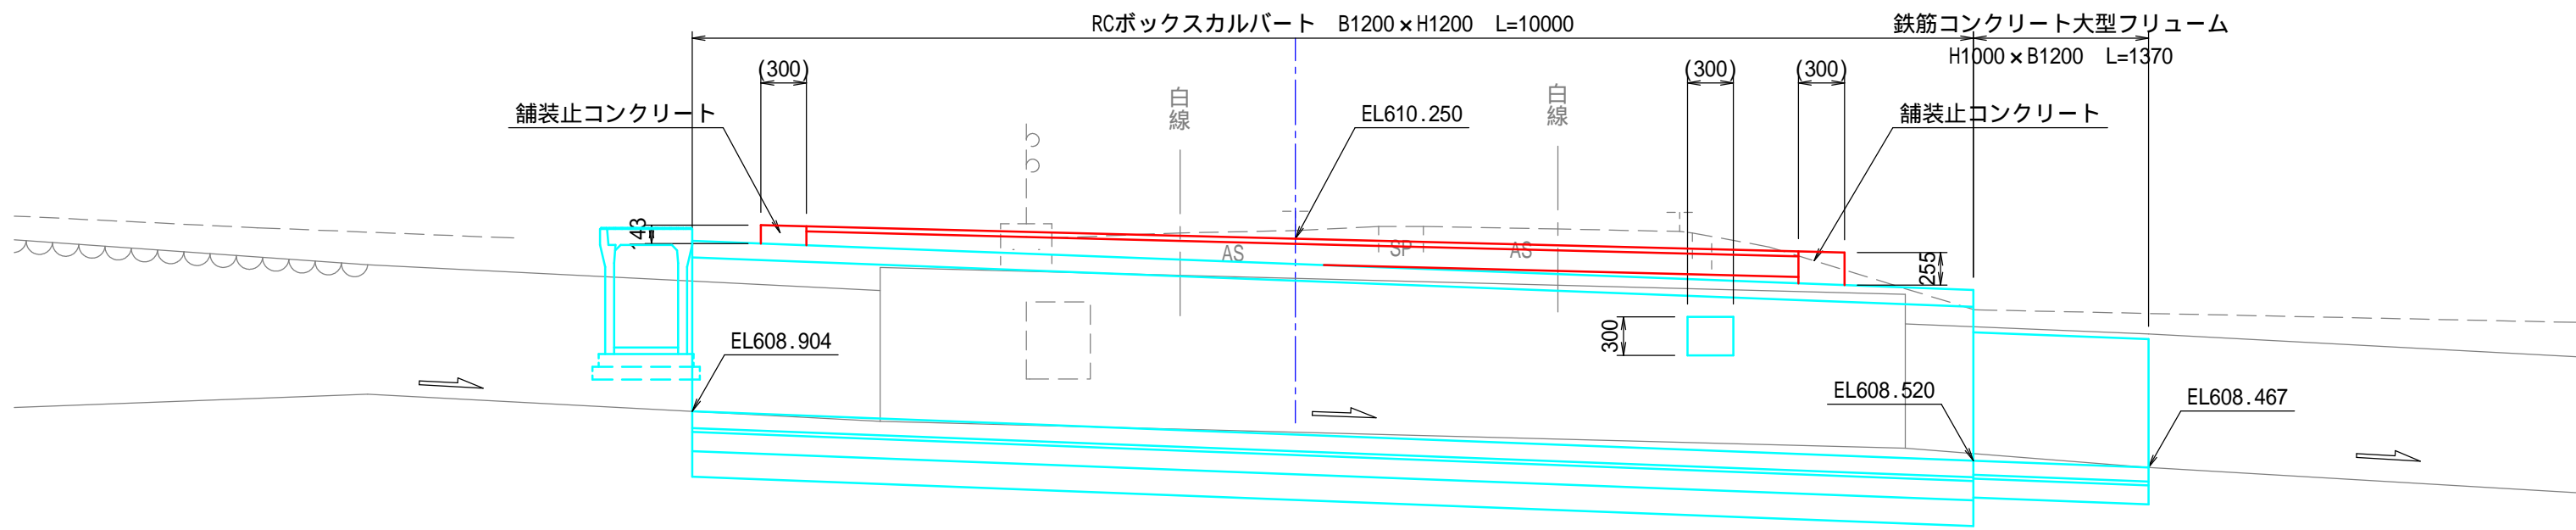 RCボックスカルバート　B1200×H1200　L=10000
鉄筋コンクリート大型フリューム
H1000×B1200　L=1370
(300)
(300)
(300)
舗装止コンクリート
白線
EL610.250
白線
舗装止コンクリート
AS
SP
AS
255
300
EL608.904
EL608.520
EL608.467